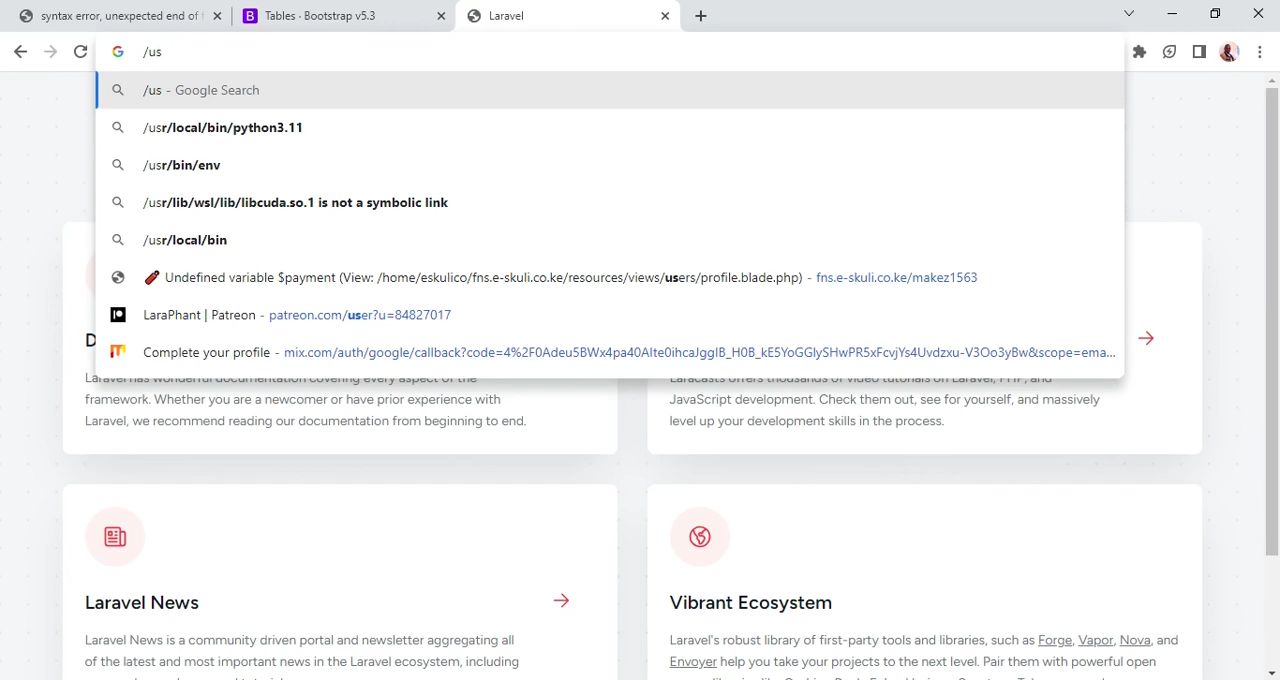 syntax error, unexpected end of
Tables · Bootstrap v5.3
Laravel
/us
/us - Google Search
/usr/local/bin/python3.11
/usr/bin/env
/usr/lib/wsl/lib/libcuda.so.1 is not a symbolic link
/usr/local/bin
Undefined variable $payment (View: /home/eskulico/fns.e-skuli.co.ke/resources/views/users/profile.blade.php) - fns.e-skuli.co.ke/makez1563
LaraPhant | Patreon - patreon.com/user?u=84827017
Complete your profile - mix.com/auth/google/callback?code=4%2F0Adeu5BWx4pa40AIte0ihcaJggIB_H0B_kE5YoGGlySHwPR5xFcvjYs4Uvdzxu-V3Oo3yBw&scope=ema...
D
Laravel has wonderful documentation covering every aspect of the
framework. Whether you are a newcomer or have prior experience with
Laravel, we recommend reading our documentation from beginning to end.
Laracasts offers thousands of video tutorials on Laravel, PHP, and
JavaScript development. Check them out, see for yourself, and massively
level up your development skills in the process.
Laravel News
Laravel News is a community driven portal and newsletter aggregating all
of the latest and most important news in the Laravel ecosystem, including
Vibrant Ecosystem
Laravel's robust library of first-party tools and libraries, such as Forge, Vapor, Nova, and
Envoyer help you take your projects to the next level. Pair them with powerful open